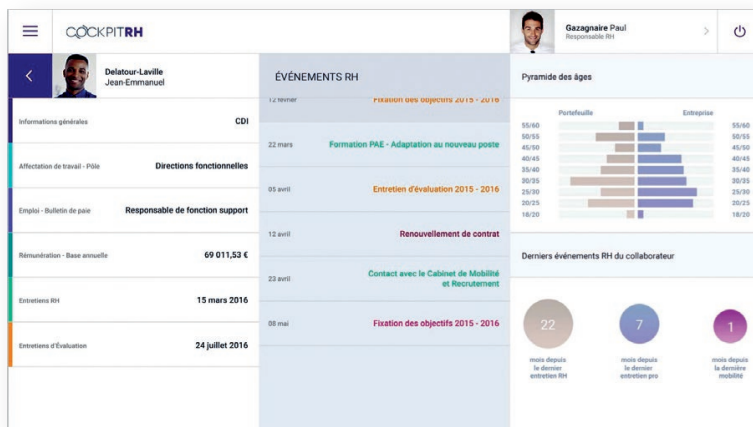 COCKPITRH
Gazagnaire Paul
Responsable RH
Delatour-Laville
Jean-Emmanuel
Informations générales CDI
Affectation de travail - Pôle Directions fonctionnelles
Emploi - Bulletin de paie Responsable de fonction support
Rémunération - Base annuelle 69 011,53 €
Entretiens RH 15 mars 2016
Entretiens d'Évaluation 24 juillet 2016
ÉVÉNEMENTS RH
12 février Fixation des objectifs 2015 - 2016
22 mars Formation PAE - Adaptation au nouveau poste
05 avril Entretien d'évaluation 2015 - 2016
12 avril Renouvellement de contrat
23 avril Contact avec le Cabinet de Mobilité
et Recrutement
08 mai Fixation des objectifs 2015 - 2016
Pyramide des âges
Portefeuille Entreprise
55/60 55/60
50/55 50/55
45/50 45/50
40/45 40/45
35/40 35/40
30/35 30/35
25/30 25/30
20/25 20/25
18/20 18/20
Derniers événements RH du collaborateur
22
mois depuis
le dernier
entretien RH
7
mois depuis
le dernier
entretien pro
1
mois depuis
la dernière
mobilité